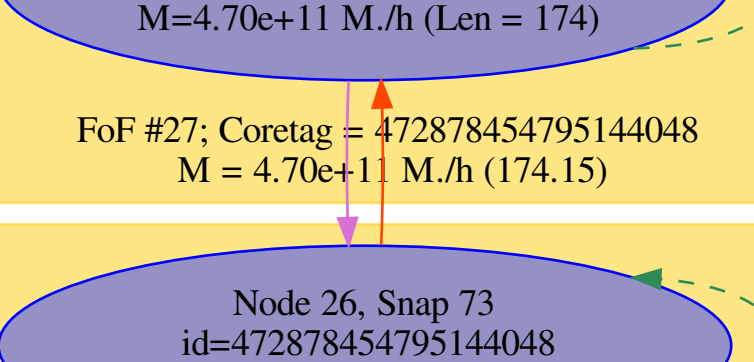 M=4.70e+11 M./h (Len = 174)
FoF #27; Coretag = 472878454795144048
M = 4.70e+11 M./h (174.15)
Node 26, Snap 73
id=472878454795144048